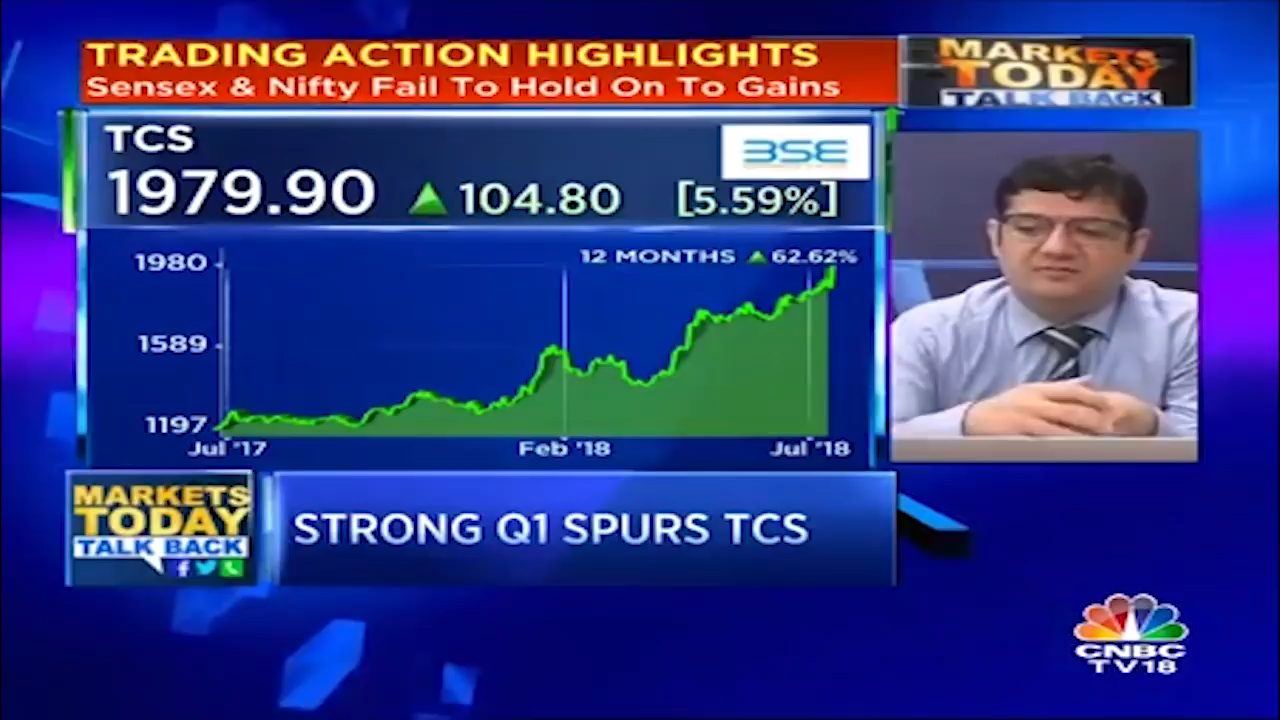 TRADING ACTION HIGHLIGHTS
Sensex & Nifty Fail To Hold On To Gains
MARKETS
TODAY
TALK BACK
TCS
BSE
1979.90 ▲ 104.80 [5.59%]
12 MONTHS ▲ 62.62%
1980
1589
1197
Jul '17 Feb '18 Jul '18
MARKETS
TODAY
TALK BACK
STRONG Q1 SPURS TCS
CNBC
TV18